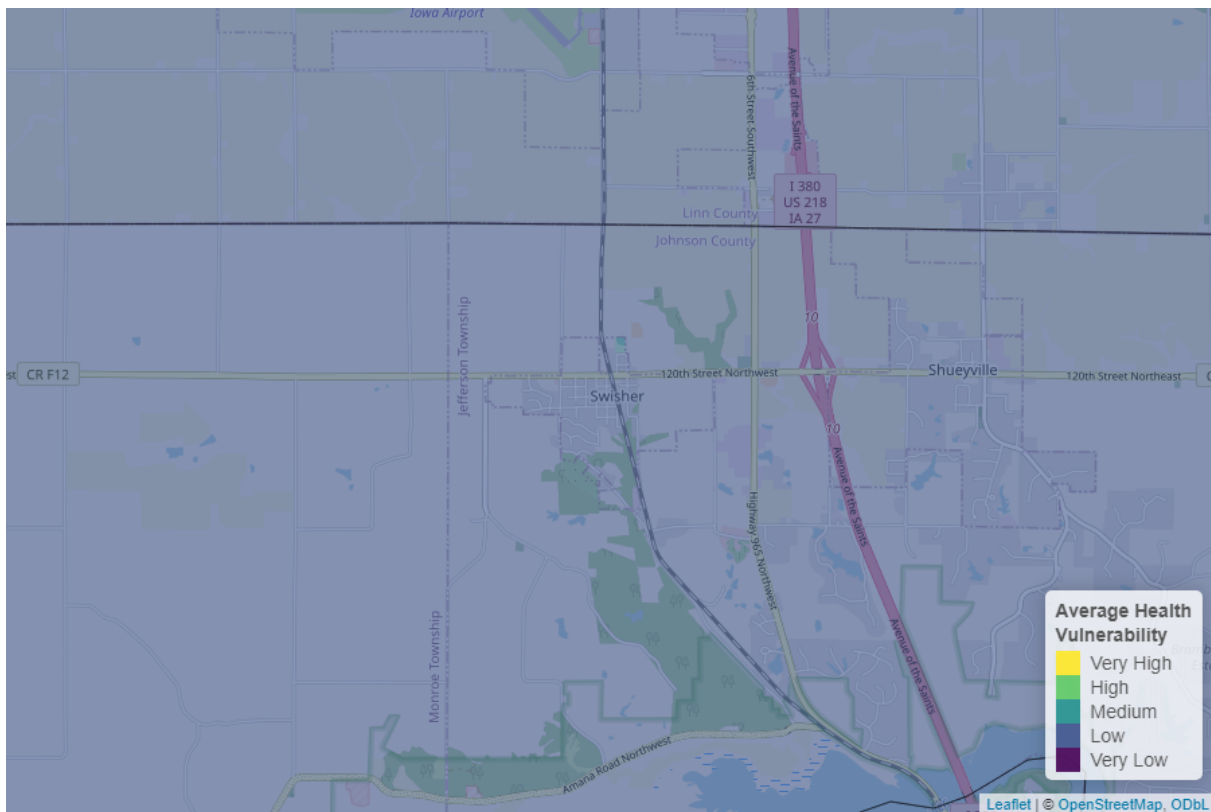 Iowa Airport
Avenue of the Saints
6th Street Southwest
I 380
US 218
IA 27
Linn County
Johnson County
Jefferson Township
10
CR F12
120th Street Northwest
Shueyville
120th Street Northeast
Swisher
10
Avenue of the Saints
Highway 965 Northwest
Monroe Township
Avenue of the Saints
Amana Road Northwest
Average Health
Vulnerability
Very High
High
Medium
Low
Very Low
Leaflet | © OpenStreetMap, ODbL